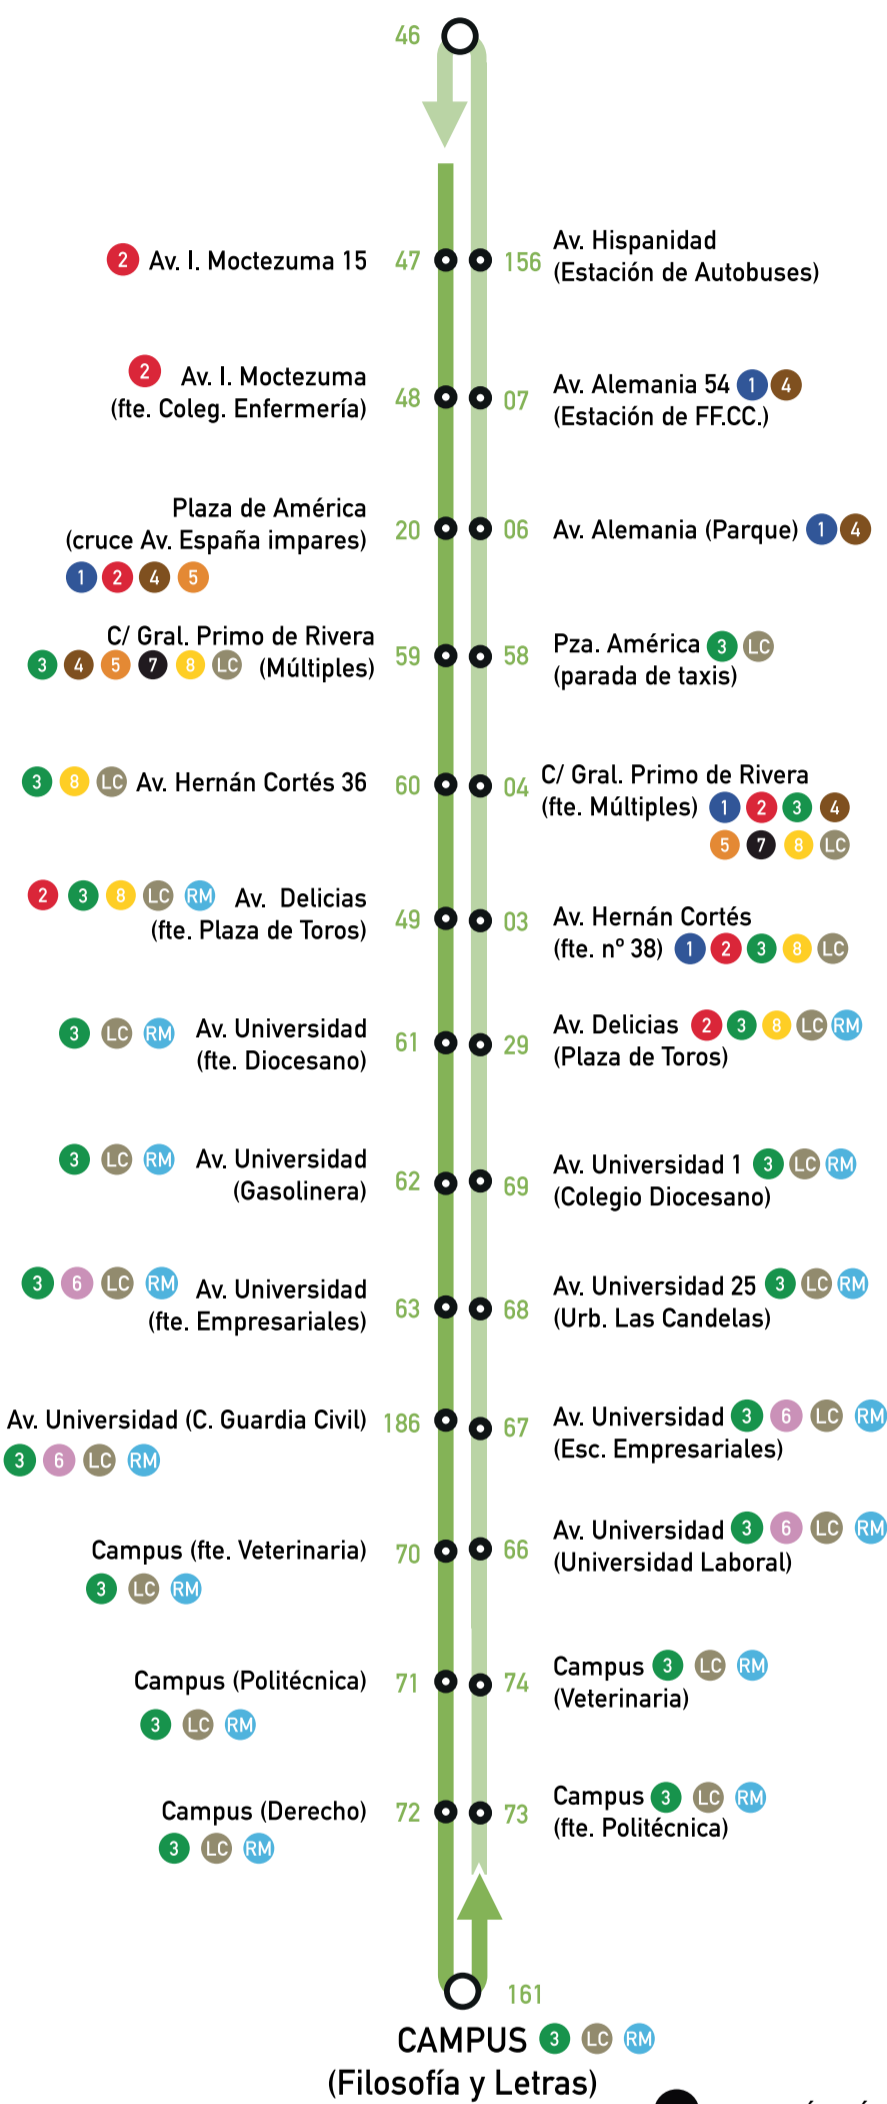 46
2 Av. I. Moctezuma 15 47
156 Av. Hispanidad
(Estación de Autobuses)
2 Av. I. Moctezuma
(fte. Coleg. Enfermería) 48
07 Av. Alemania 54 1 4
(Estación de FF.CC.)
Plaza de América
(cruce Av. España impares) 20
1 2 4 5
06 Av. Alemania (Parque) 1 4
C/ Gral. Primo de Rivera
3 4 5 7 8 LC (Múltiples) 59
58 Pza. América 3 LC
(parada de taxis)
3 8 LC Av. Hernán Cortés 36 60
04 C/ Gral. Primo de Rivera
(fte. Múltiples) 1 2 3 4
5 7 8 LC
2 3 8 LC RM Av. Delicias
(fte. Plaza de Toros) 49
03 Av. Hernán Cortés
(fte. nº 38) 1 2 3 8 LC
3 LC RM Av. Universidad
(fte. Diocesano) 61
29 Av. Delicias 2 3 8 LC RM
(Plaza de Toros)
3 LC RM Av. Universidad
(Gasolinera) 62
69 Av. Universidad 1 3 LC RM
(Colegio Diocesano)
3 6 LC RM Av. Universidad
(fte. Empresariales) 63
68 Av. Universidad 25 3 LC RM
(Urb. Las Candelas)
Av. Universidad (C. Guardia Civil) 186
3 6 LC RM
67 Av. Universidad 3 6 LC RM
(Esc. Empresariales)
Campus (fte. Veterinaria) 70
3 LC RM
66 Av. Universidad 3 6 LC RM
(Universidad Laboral)
Campus (Politécnica) 71
3 LC RM
74 Campus 3 LC RM
(Veterinaria)
Campus (Derecho) 72
3 LC RM
73 Campus 3 LC RM
(fte. Politécnica)
161
CAMPUS 3 LC RM
(Filosofía y Letras)